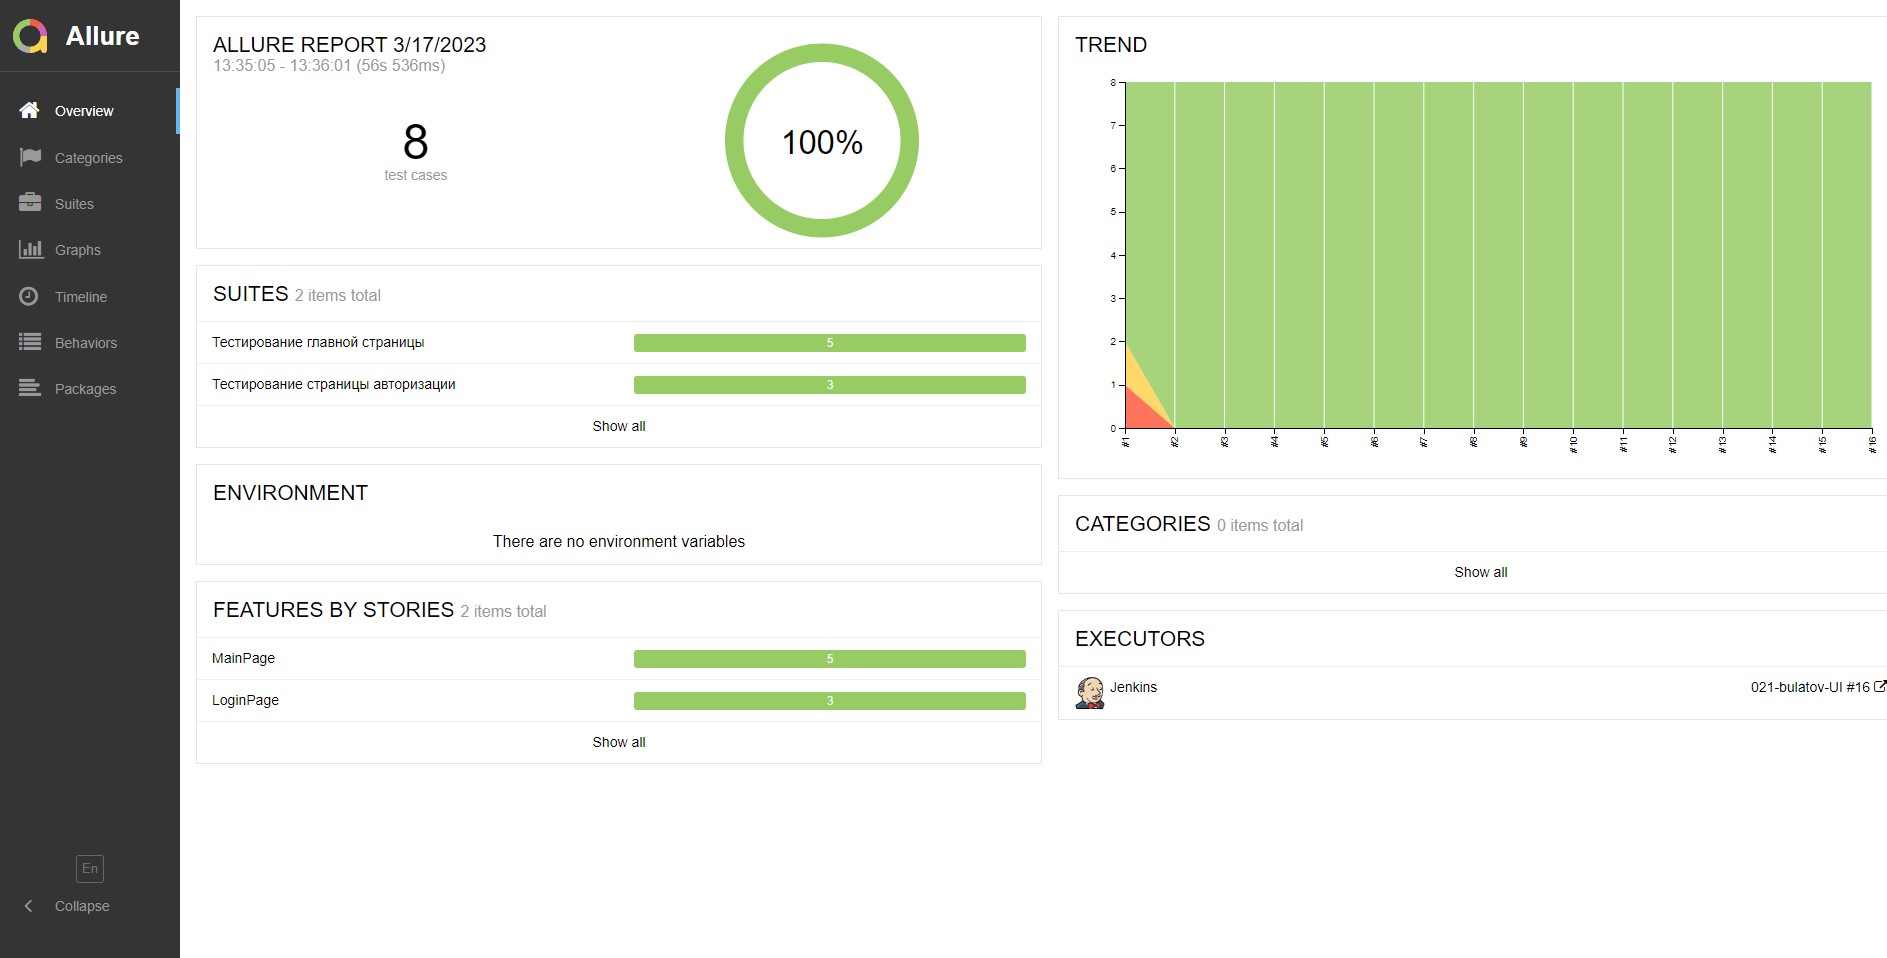 Allure
Overview
Categories
Suites
Graphs
Timeline
Behaviors
Packages
En
Collapse
ALLURE REPORT 3/17/2023
13:35:05 - 13:36:01 (56s 536ms)
8
test cases
100%
SUITES 2 items total
Тестирование главной страницы 5
Тестирование страницы авторизации 3
Show all
ENVIRONMENT
There are no environment variables
FEATURES BY STORIES 2 items total
MainPage 5
LoginPage 3
Show all
TREND
8
7
6
5
4
3
2
1
0
#1 #2 #3 #4 #5 #6 #7 #8 #9 #10 #11 #12 #13 #14 #15 #16
CATEGORIES 0 items total
Show all
EXECUTORS
Jenkins 021-bulatov-UI #16